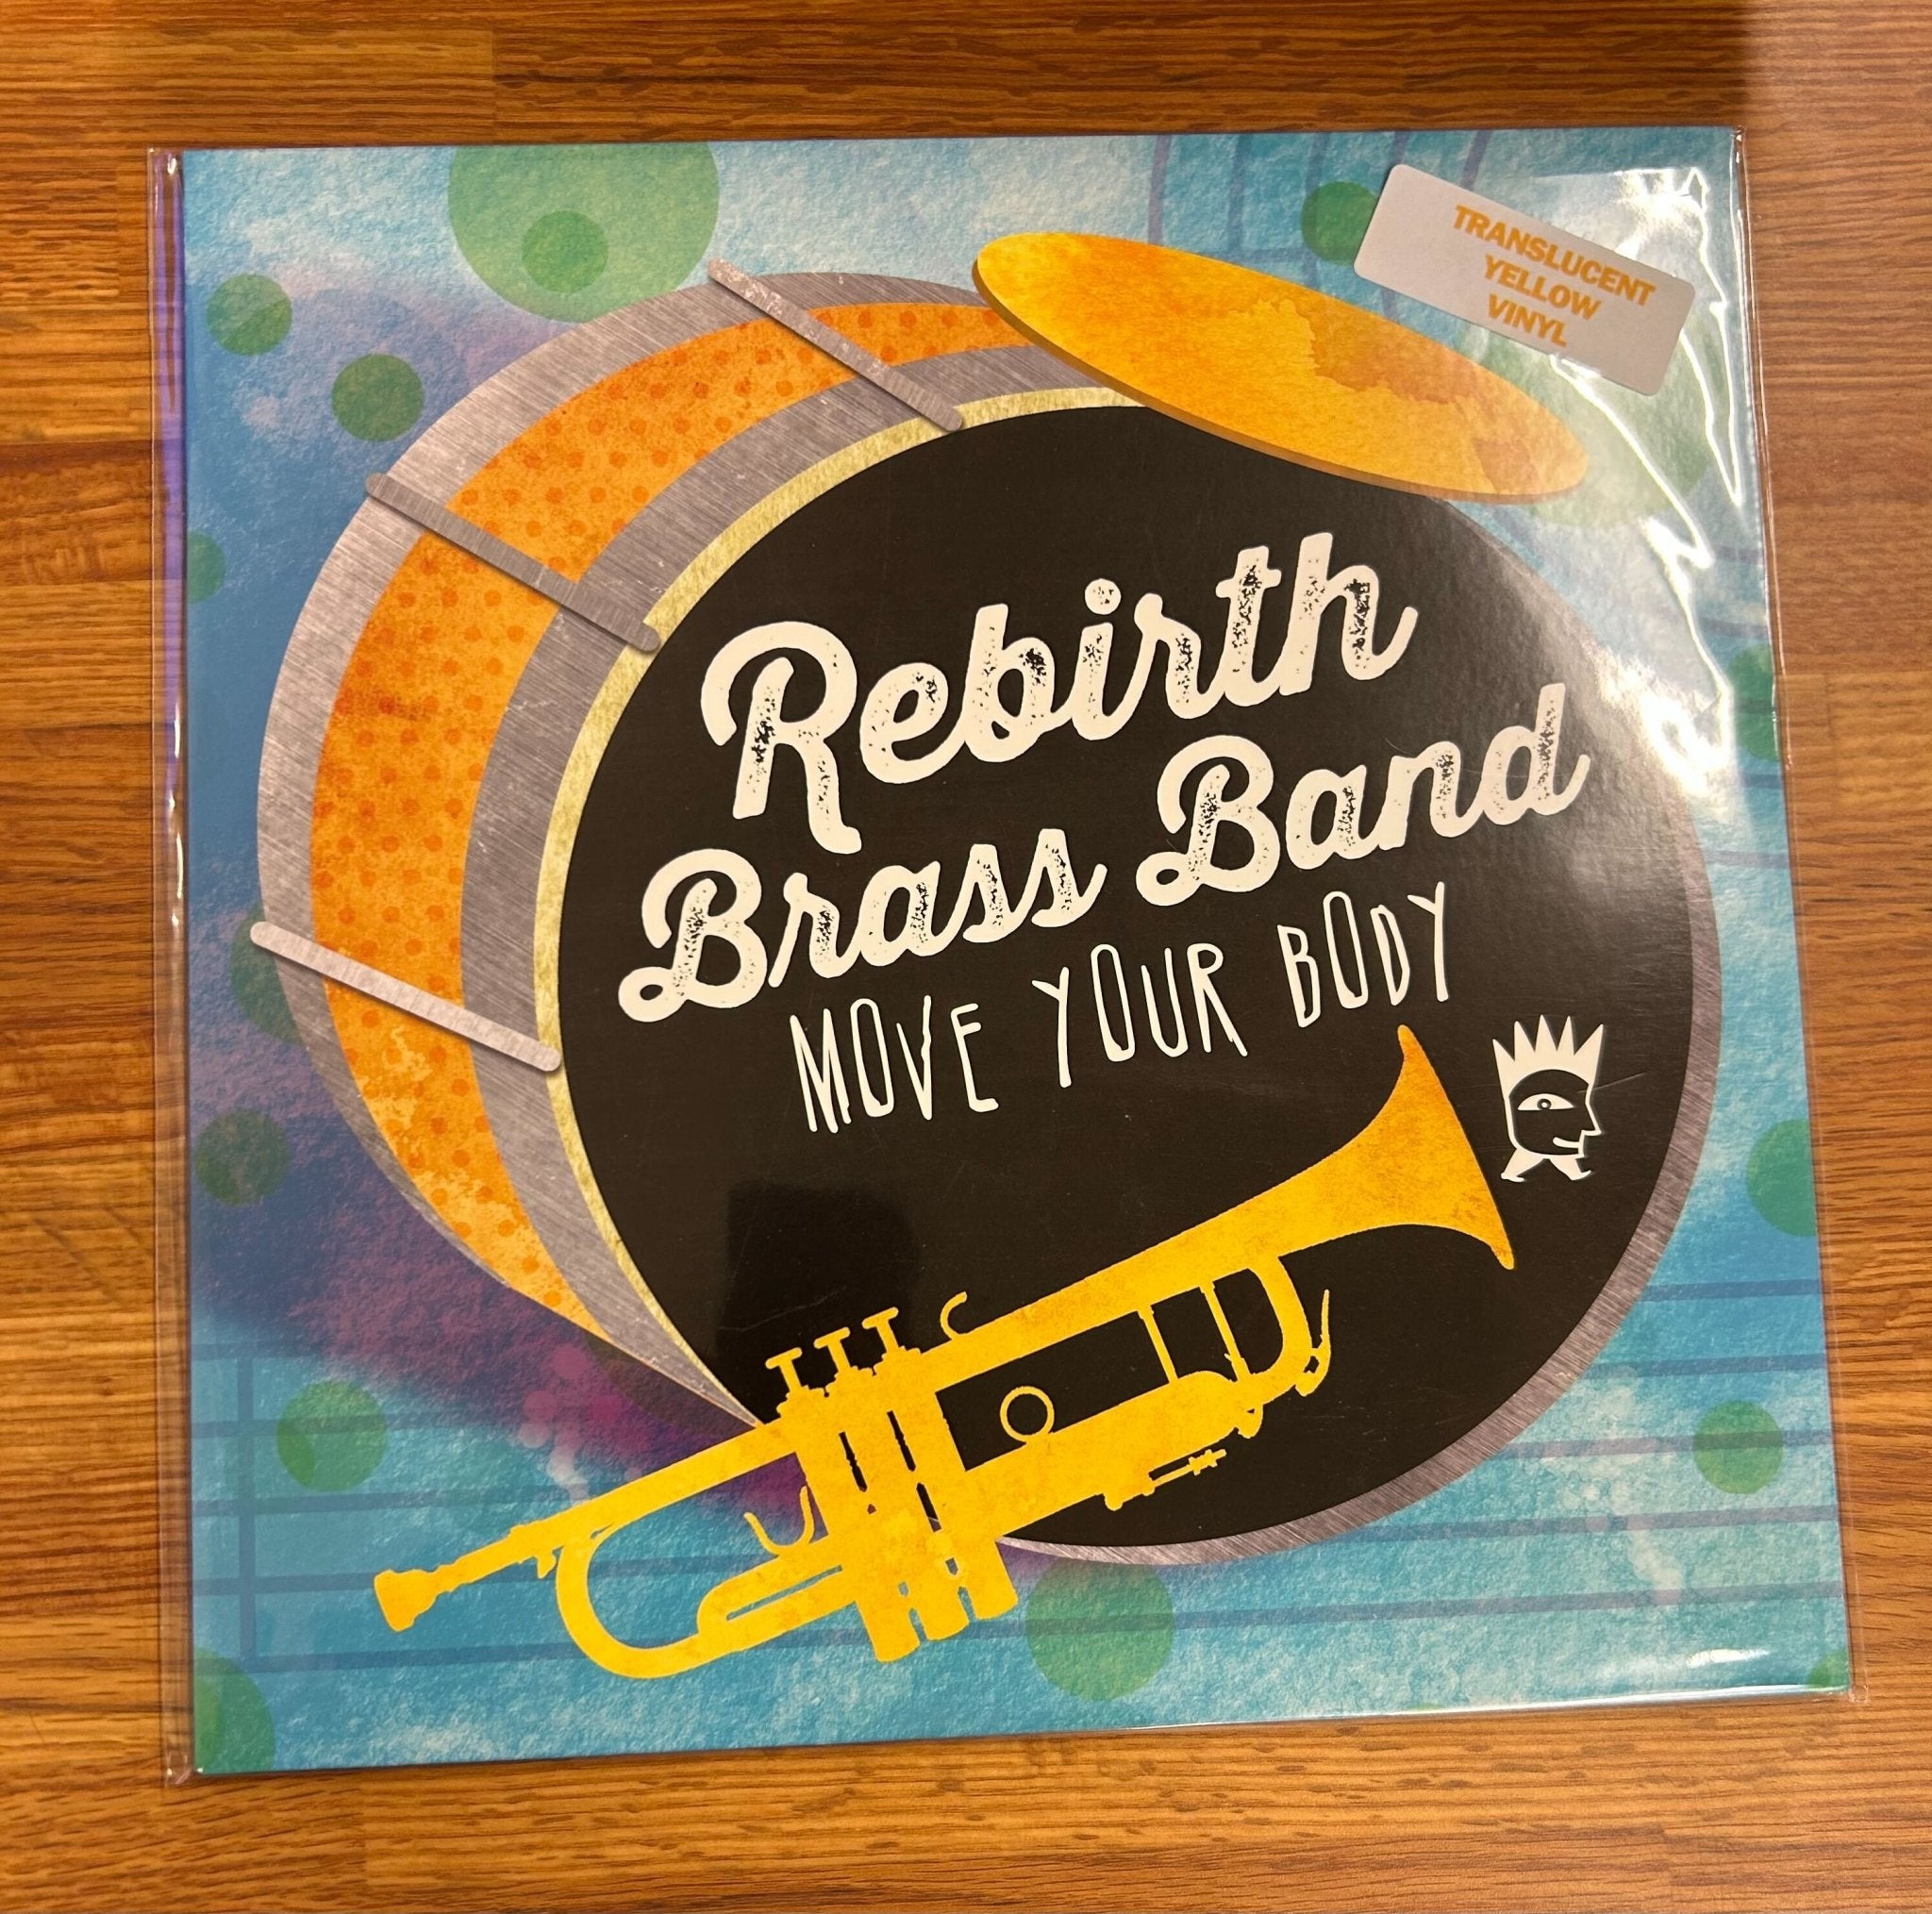 TRANSLUCENT
YELLOW
VINYL
Rebirth
Brass Band
MOVE YOUR BODY